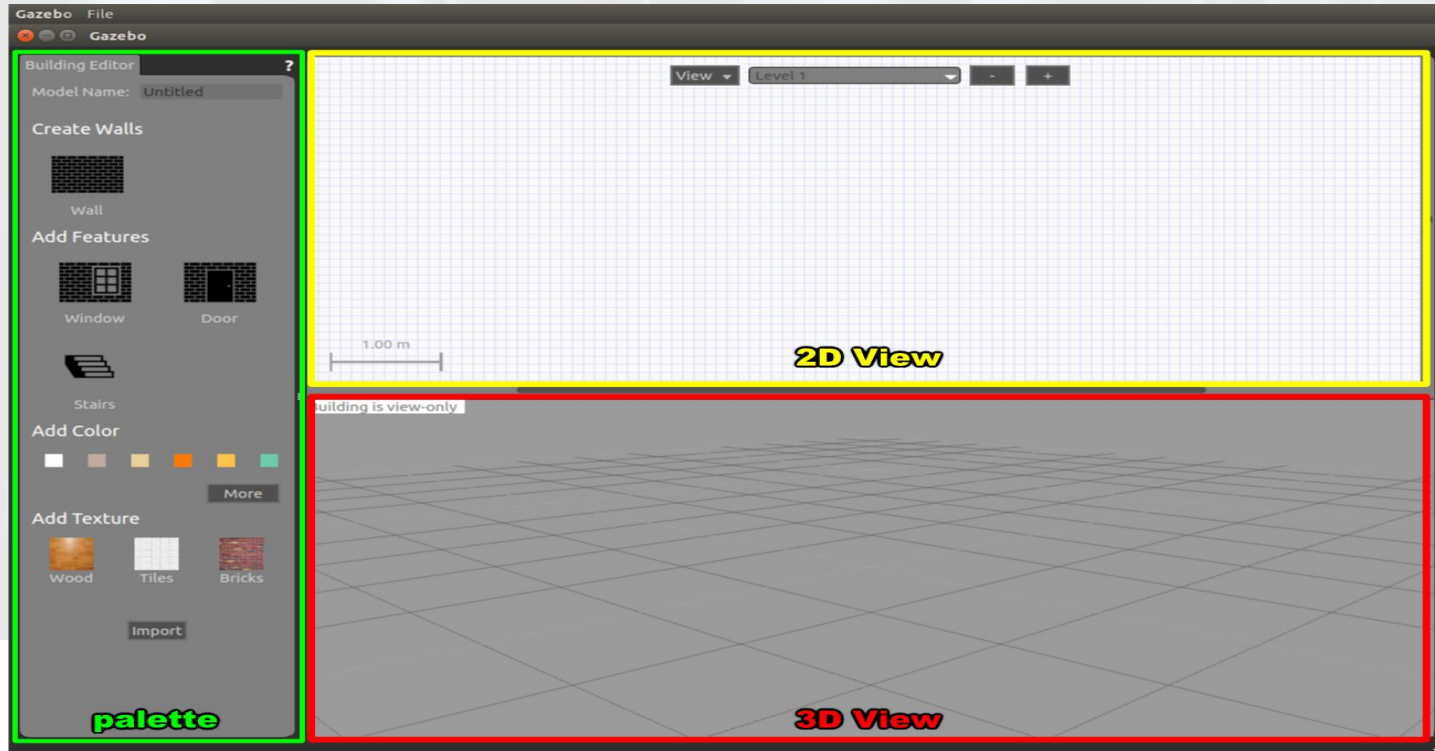 Gazebo File
Gazebo
Building Editor ?
Model Name: Untitled
Create Walls
Wall
Add Features
Window Door
Stairs
Add Color
More
Add Texture
Wood Tiles Bricks
Import
palette
View Level 1 - +
1.00 m
2D View
Building is view-only
3D View